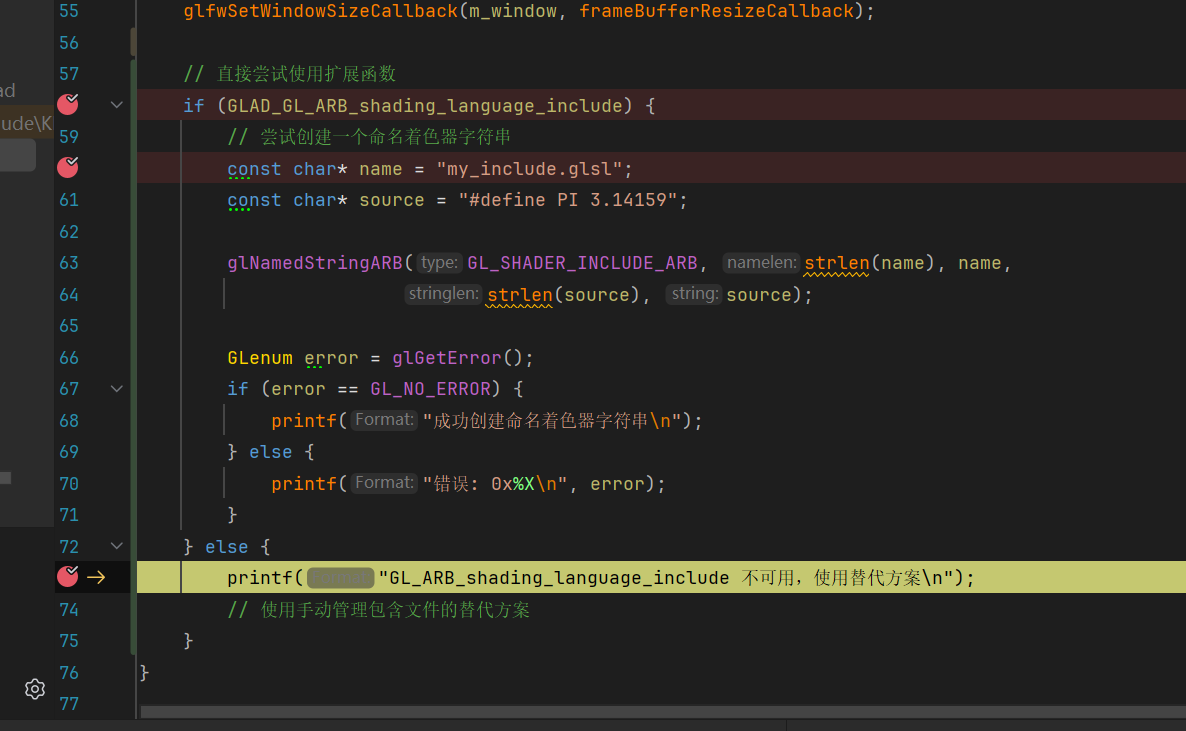 55 glfwSetWindowSizeCallback(m_window, frameBufferResizeCallback);
56
57 // 直接尝试使用扩展函数
ad
if (GLAD_GL_ARB_shading_language_include) {
ude\K
59 // 尝试创建一个命名着色器字符串
const char* name = "my_include.glsl";
61 const char* source = "#define PI 3.14159";
62
63 glNamedStringARB( type: GL_SHADER_INCLUDE_ARB, namelen: strlen(name), name,
64 stringlen: strlen(source), string: source);
65
66 GLenum error = glGetError();
67 if (error == GL_NO_ERROR) {
68 printf( Format: "成功创建命名着色器字符串\n");
69 } else {
70 printf( Format: "错误: 0x%X\n", error);
71 }
72 } else {
printf( "GL_ARB_shading_language_include 不可用，使用替代方案\n");
74 // 使用手动管理包含文件的替代方案
75 }
76 }
77